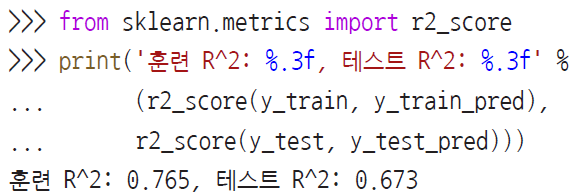 >>> from sklearn.metrics import r2_score
>>> print('훈련 R^2: %.3f, 테스트 R^2: %.3f' %
...       (r2_score(y_train, y_train_pred),
...       r2_score(y_test, y_test_pred)))
훈련 R^2: 0.765, 테스트 R^2: 0.673